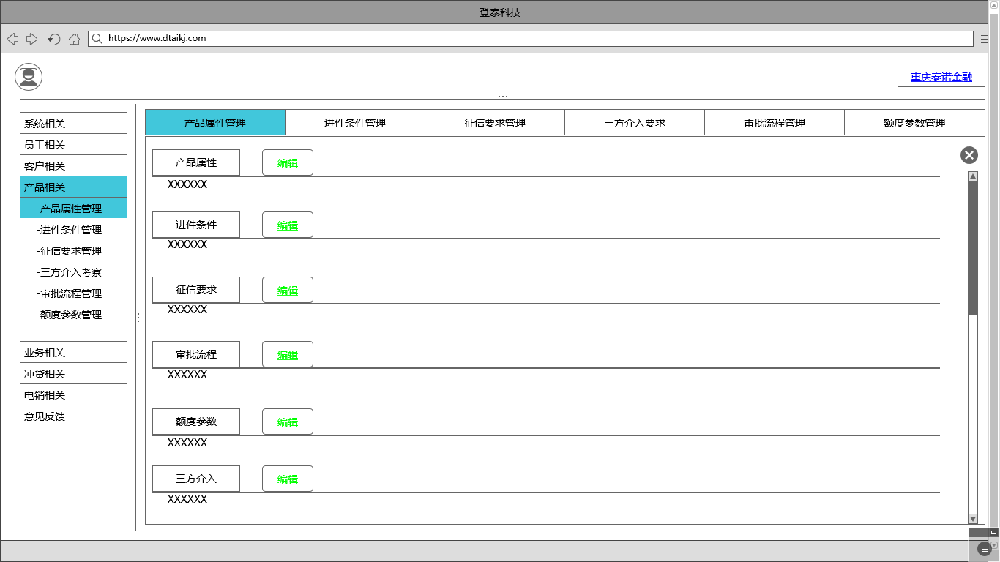 登泰科技
https://www.dtaikj.com
重庆泰诺金融
系统相关
员工相关
客户相关
产品相关
-产品属性管理
-进件条件管理
-征信要求管理
-三方介入考察
-审批流程管理
-额度参数管理
业务相关
冲贷相关
电销相关
意见反馈
产品属性管理 进件条件管理 征信要求管理 三方介入要求 审批流程管理 额度参数管理
产品属性 编辑
XXXXXX
进件条件 编辑
XXXXXX
征信要求 编辑
XXXXXX
审批流程 编辑
XXXXXX
额度参数 编辑
XXXXXX
三方介入 编辑
XXXXXX